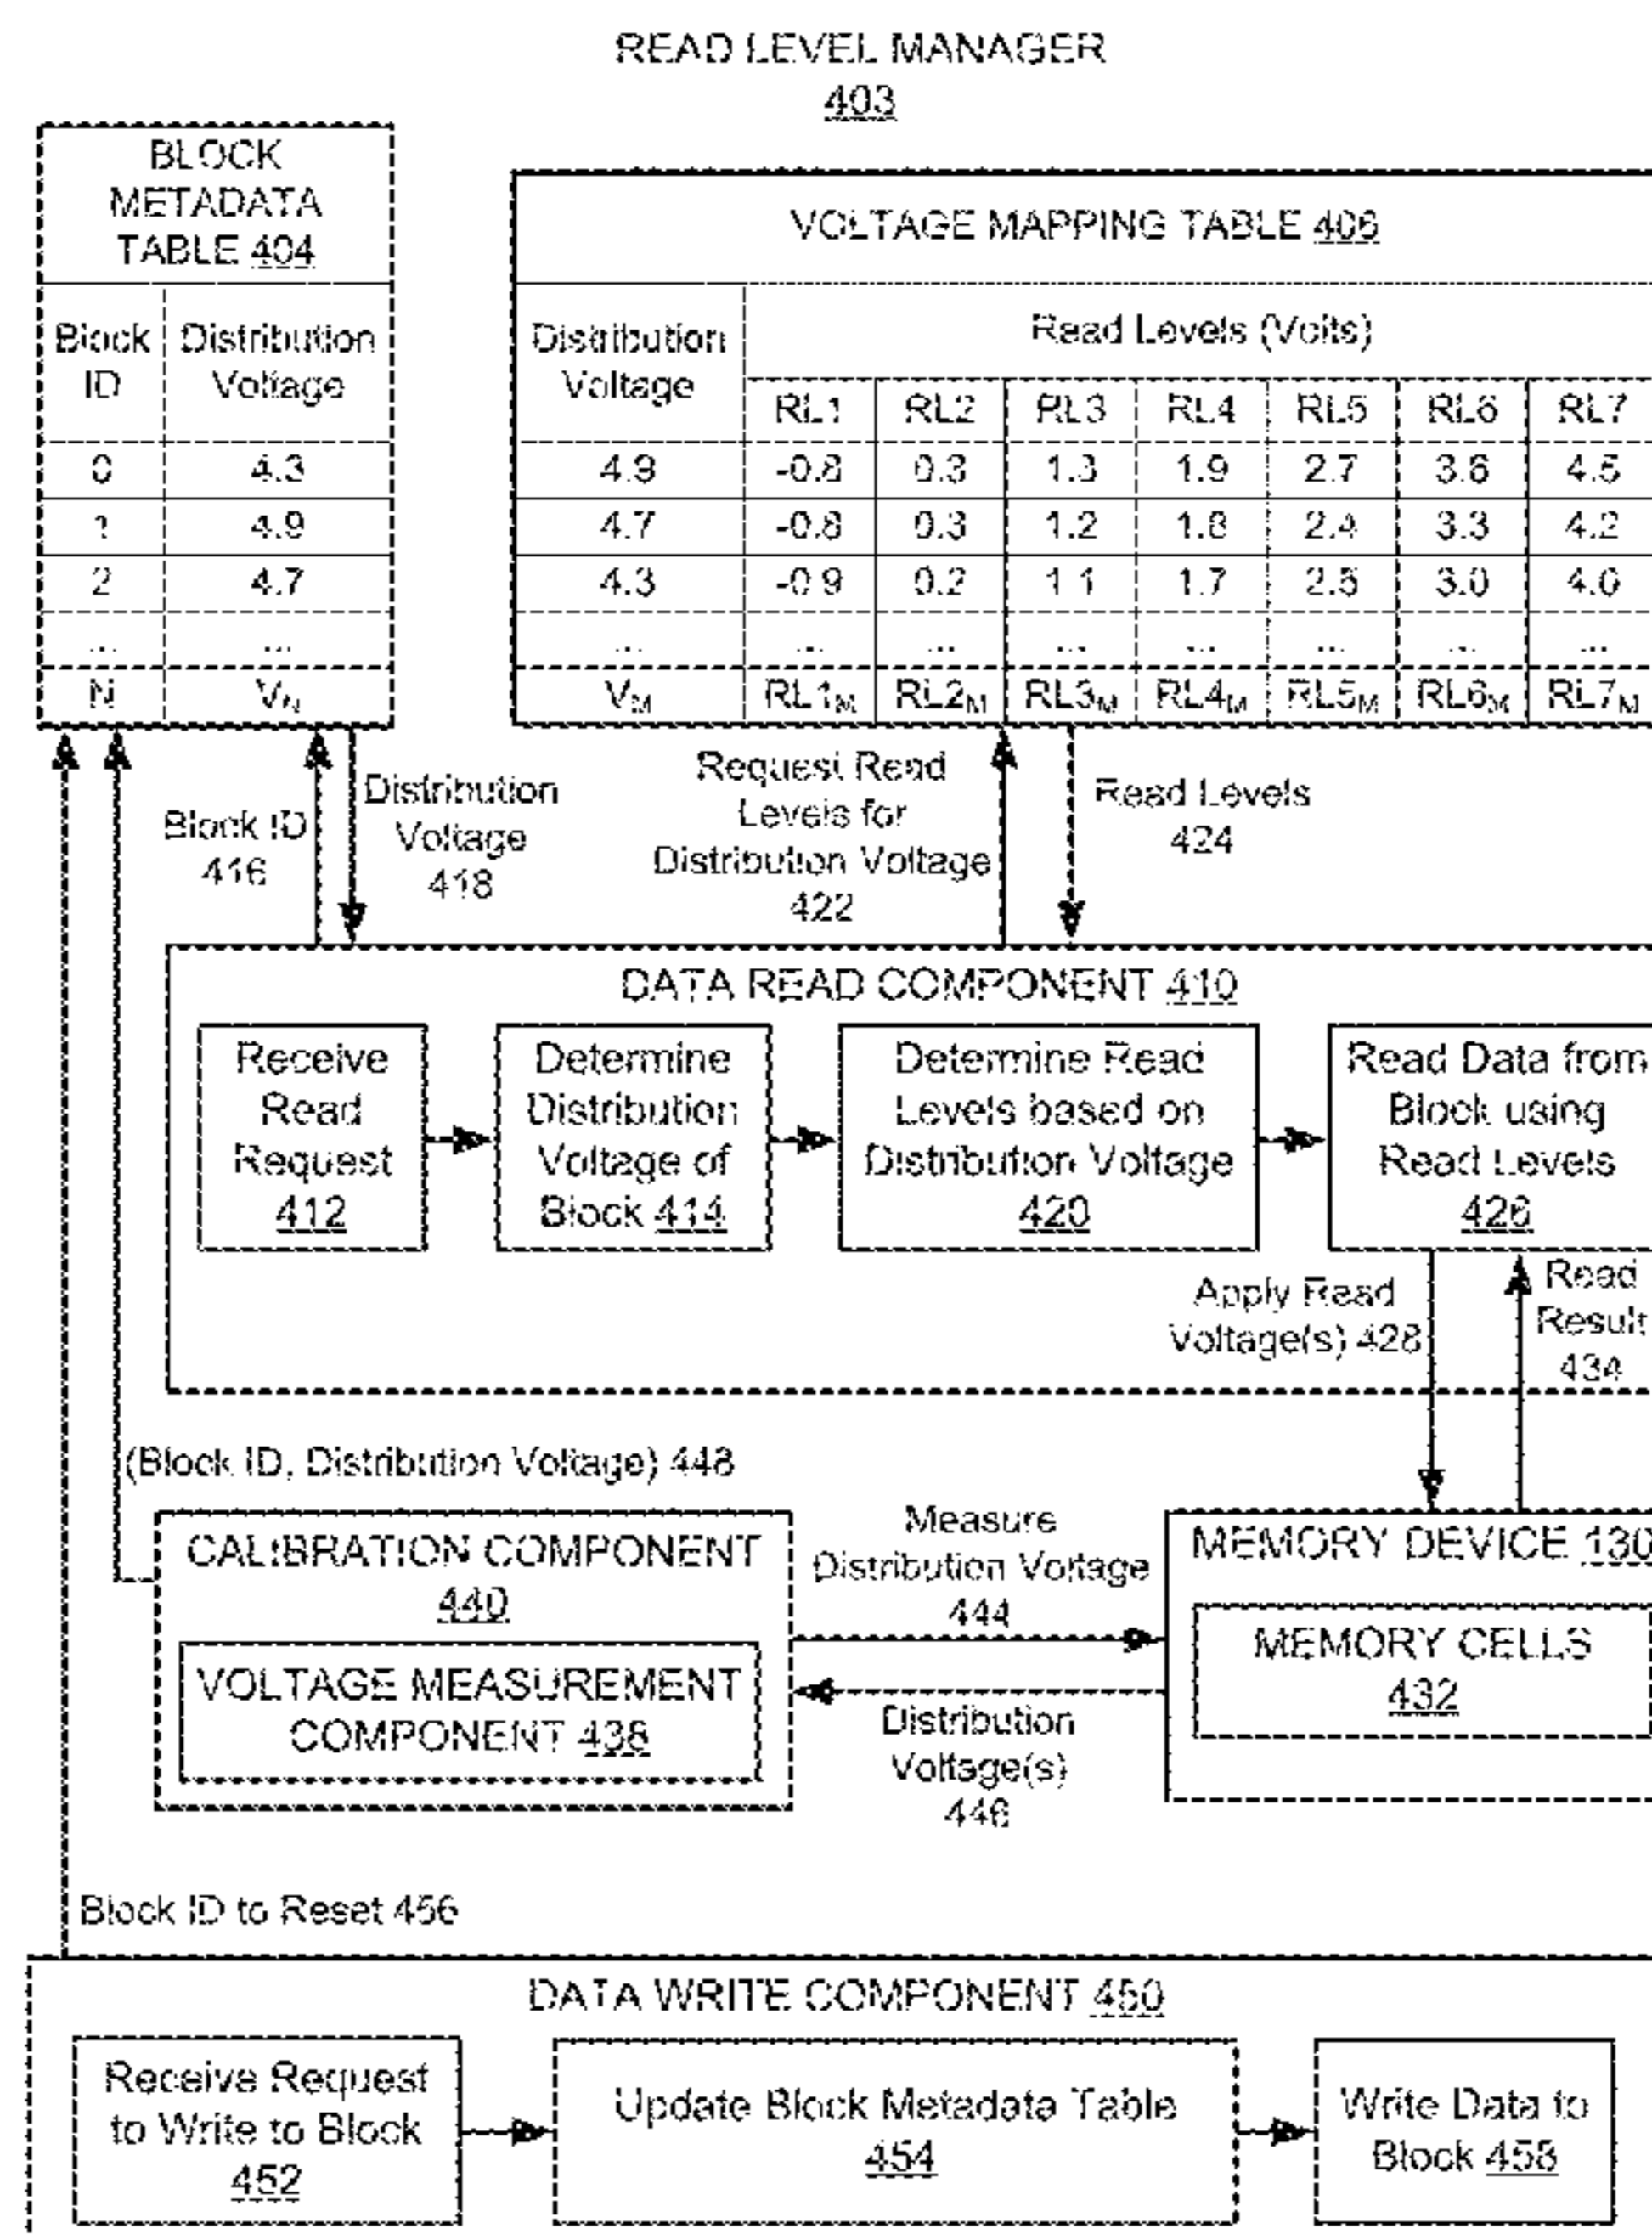 READ LEVEL MANAGER
403
BLOCK
METADATA
TABLE 404
Block ID Distribution Voltage
0 4.3
1 4.9
2 4.7
... ...
N VN
VOLTAGE MAPPING TABLE 406
Distribution Voltage Read Levels (Volts)
RL1 RL2 RL3 RL4 RL5 RL6 RL7
4.9 -0.8 0.3 1.3 1.9 2.7 3.6 4.5
4.7 -0.8 0.3 1.2 1.8 2.4 3.3 4.2
4.3 -0.9 0.2 1.1 1.7 3.0 4.0
... ... ... ... ... ... ... ...
VM RL1M RL2M RL3M RL4M RL5M RL6M RL7M
Block ID
416
Distribution
Voltage
418
Request Read
Levels for
Distribution Voltage
422
Read Levels
424
DATA READ COMPONENT 410
Receive
Read
Request
412
Determine
Distribution
Voltage of
Block 414
Determine Read
Levels based on
Distribution Voltage
420
Read Data from
Block using
Read Levels
426
Apply Read
Voltage(s) 428
Read
Result
434
(Block ID, Distribution Voltage) 448
CALIBRATION COMPONENT
440
VOLTAGE MEASUREMENT
COMPONENT 438
Measure
Distribution Voltage
444
Distribution
Voltage(s)
446
MEMORY DEVICE 130
MEMORY CELLS
432
Block ID to Reset 456
DATA WRITE COMPONENT 450
Receive Request
to Write to Block
452
Update Block Metadata Table
454
Write Data to
Block 458